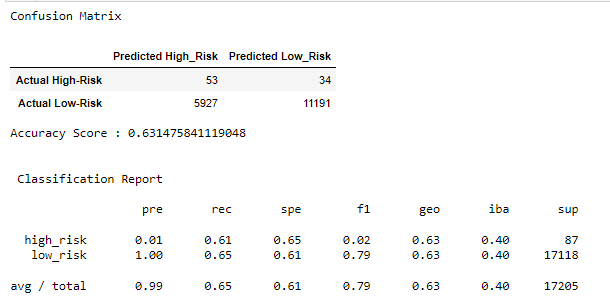 Confusion Matrix
Predicted High_Risk Predicted Low_Risk
Actual High-Risk 53 34
Actual Low-Risk 5927 11191
Accuracy Score : 0.631475841119048
Classification Report
pre rec spe f1 geo iba sup
high_risk 0.01 0.61 0.65 0.02 0.63 0.40 87
low_risk 1.00 0.65 0.61 0.79 0.63 0.40 17118
avg / total 0.99 0.65 0.61 0.79 0.63 0.40 17205